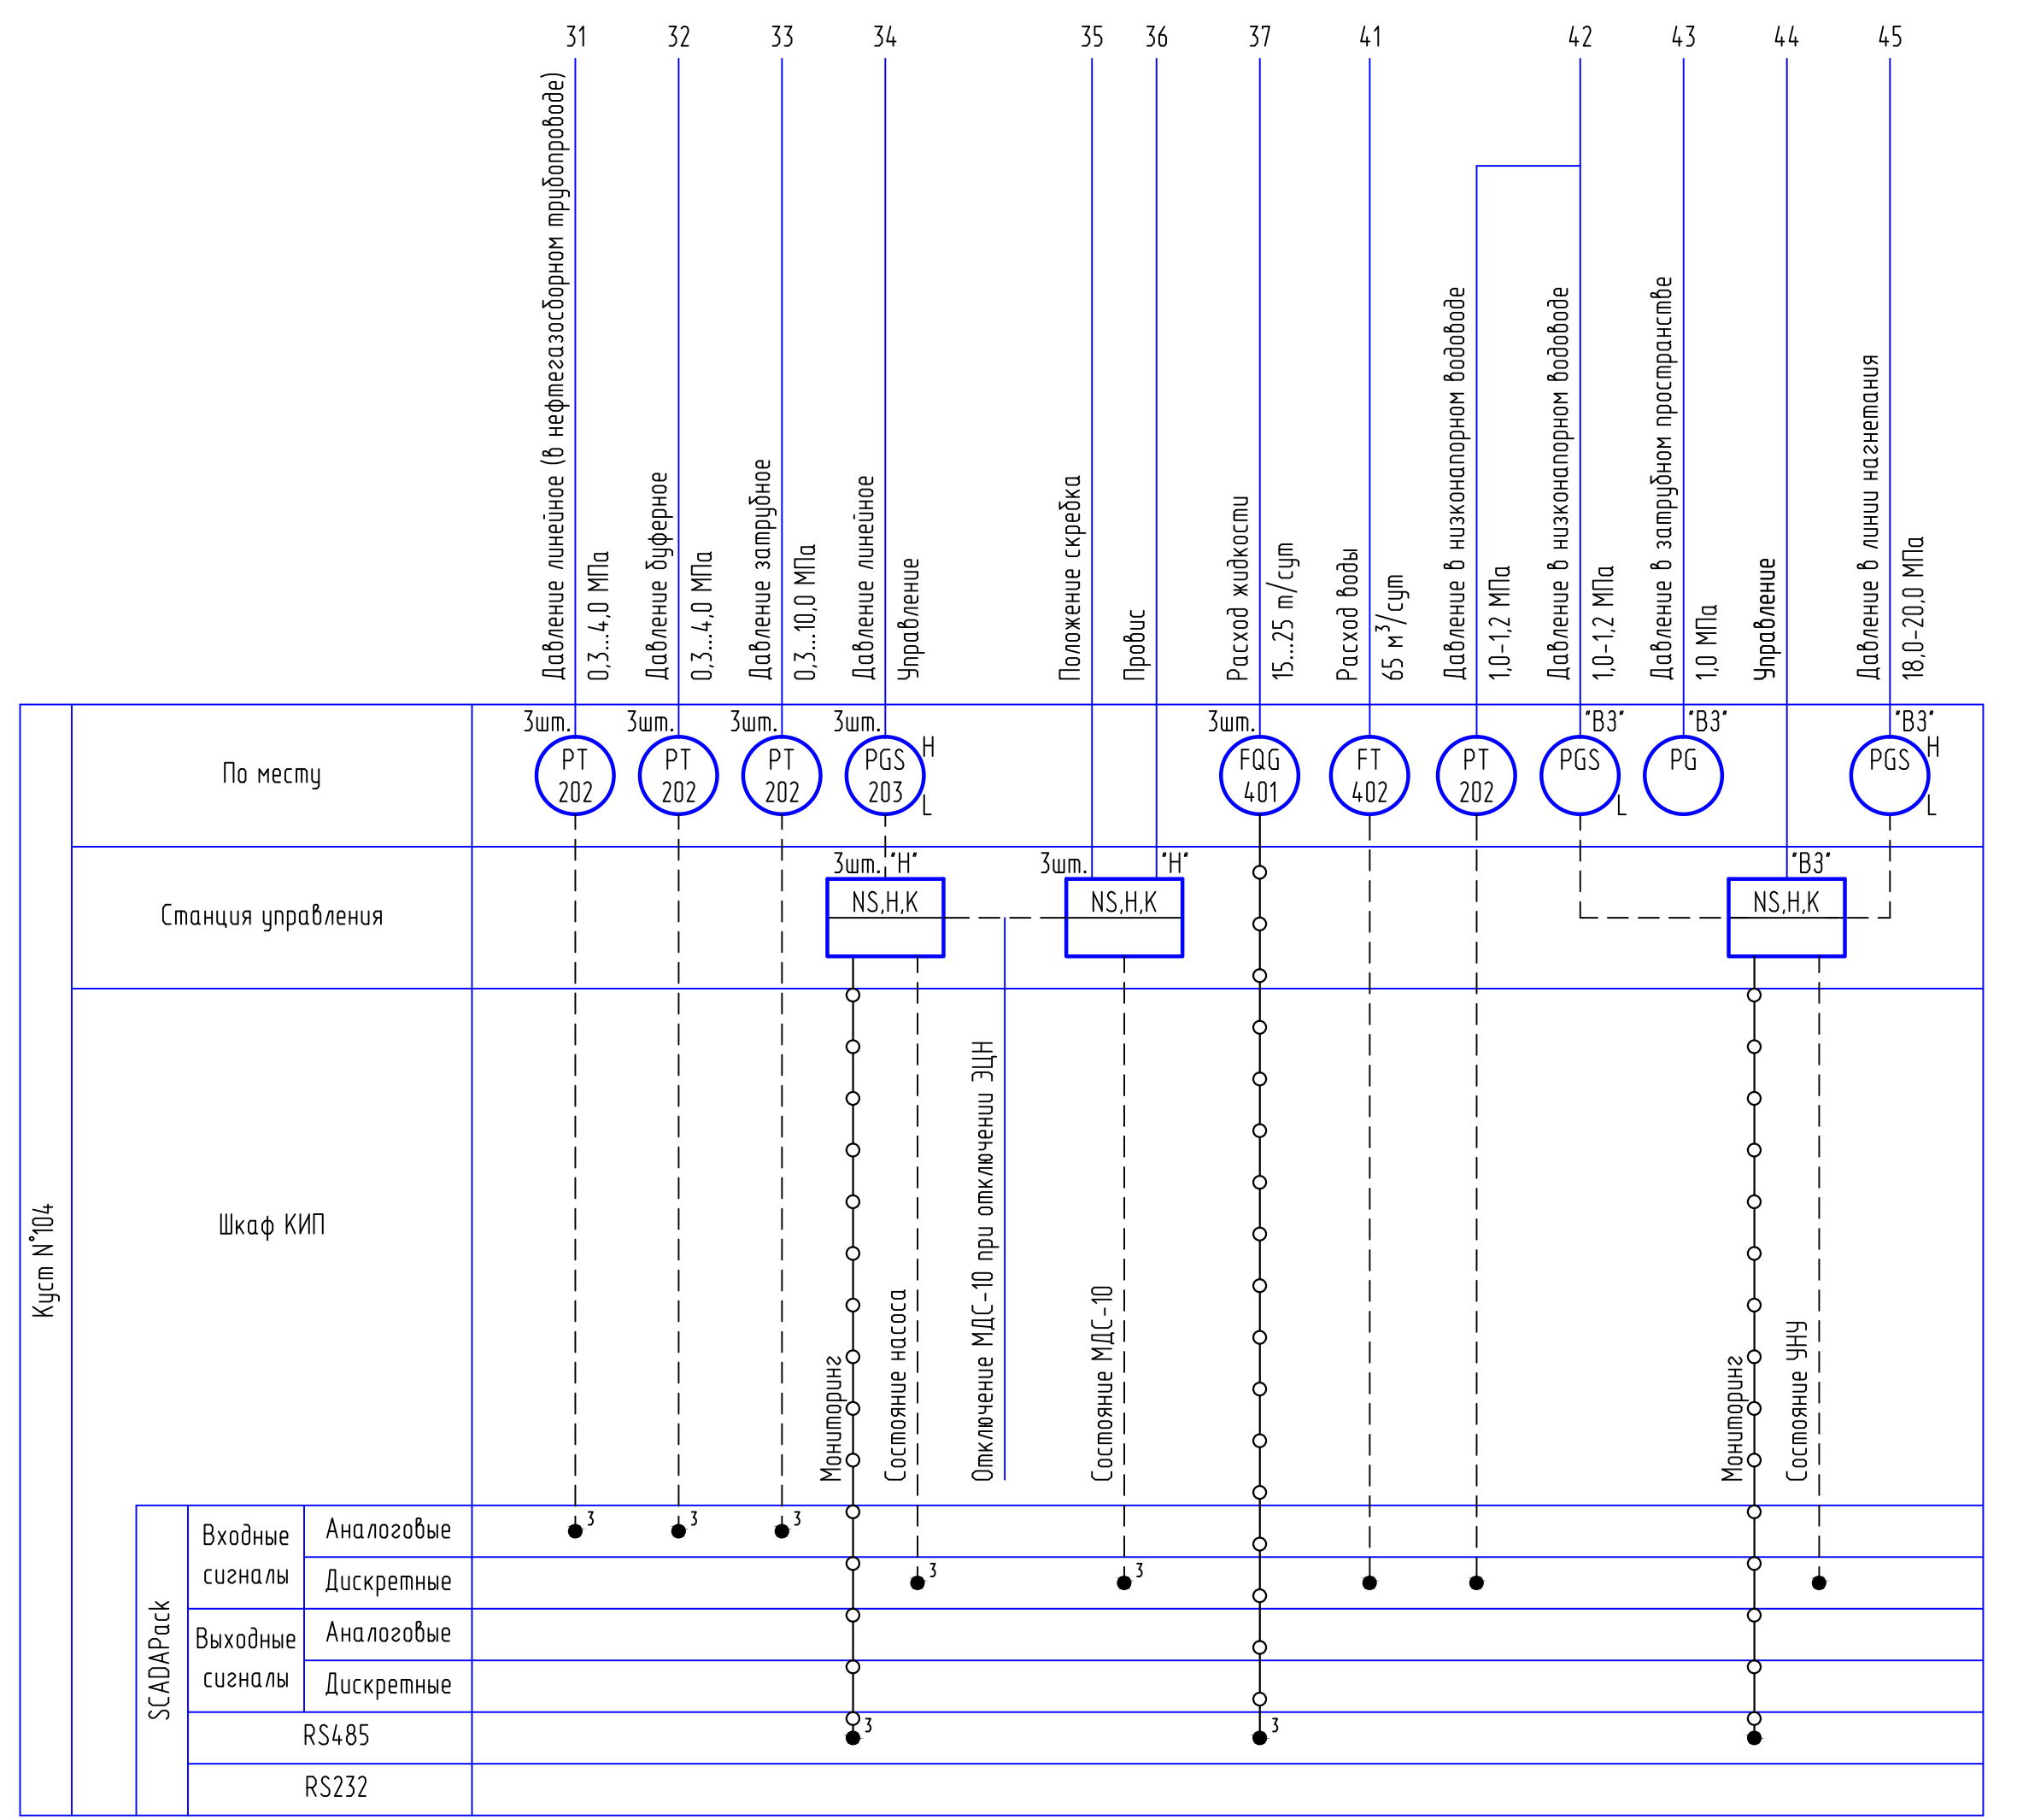 31
32
33
34
35
36
37
41
42
43
44
45
Давление линейное (в нефтегазосборном трубопроводе)
0,3...4,0 МПа
Давление буферное
0,3...4,0 МПа
Давление затрубное
0,3...10,0 МПа
Давление линейное
Управление
Положение скребка
Провис
Расход жидкости
15...25 т/сут
Расход воды
65 м³/сут
Давление в низконапорном водоводе
1,0-1,2 МПа
Давление в низконапорном водоводе
1,0-1,2 МПа
Давление в затрубном пространстве
1,0 МПа
Управление
Давление в линии нагнетания
18,0-20,0 МПа
Куст N°104
По месту
3шт.
PT
202
3шт.
PT
202
3шт.
PT
202
3шт.
PGS
203
H
L
3шт.
FQG
401
FT
402
PT
202
"ВЗ"
PGS
L
"ВЗ"
PG
"ВЗ"
PGS
H
L
Станция управления
3шт. "Н"
NS,H,K
3шт.
"Н"
NS,H,K
"ВЗ"
NS,H,K
Шкаф КИП
Мониторинг
Состояние насоса
Отключение МДС-10 при отключении ЭЦН
Состояние МДС-10
Мониторинг
Состояние УНУ
SCADAPack
Входные
сигналы
Аналоговые
3
3
3
Дискретные
3
3
Выходные
сигналы
Аналоговые
Дискретные
RS485
3
3
RS232